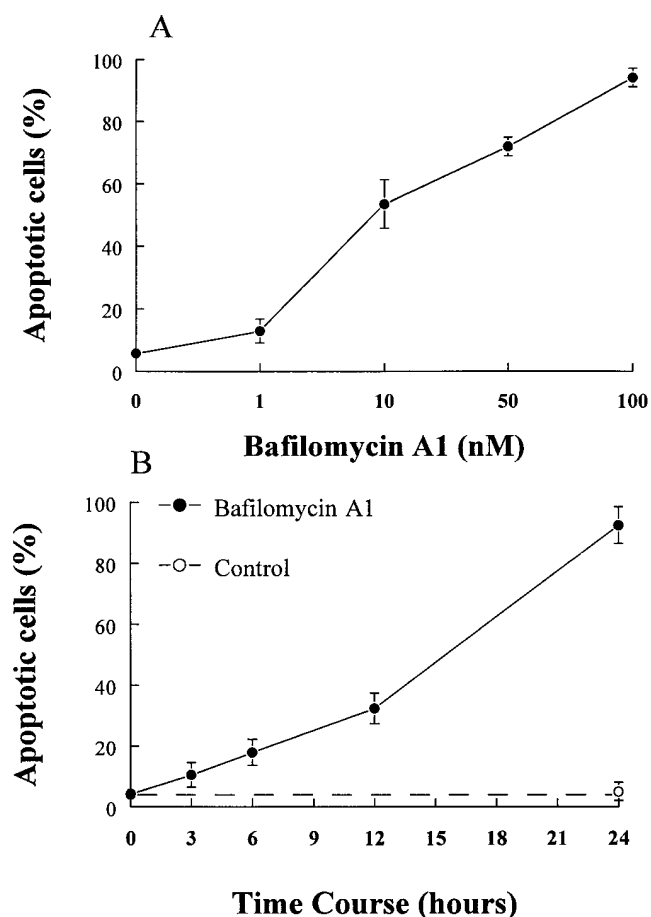 A
Apoptotic cells (%)
100
80
60
40
20
0
0 1 10 50 100
Bafilomycin A1 (nM)
B
Apoptotic cells (%)
Bafilomycin A1
Control
100
80
60
40
20
0
0 3 6 9 12 15 18 21 24
Time Course (hours)